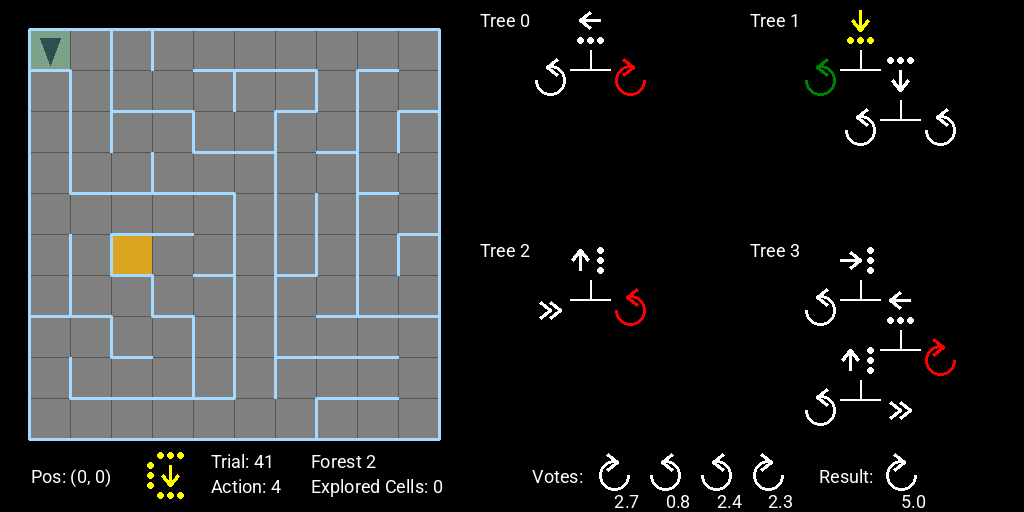 Tree 0
Tree 1
Tree 2
Tree 3
Pos: (0, 0)
Trial: 41
Forest 2
Action: 4
Explored Cells: 0
Votes:
Result:
2.7
0.8
2.4
2.3
5.0